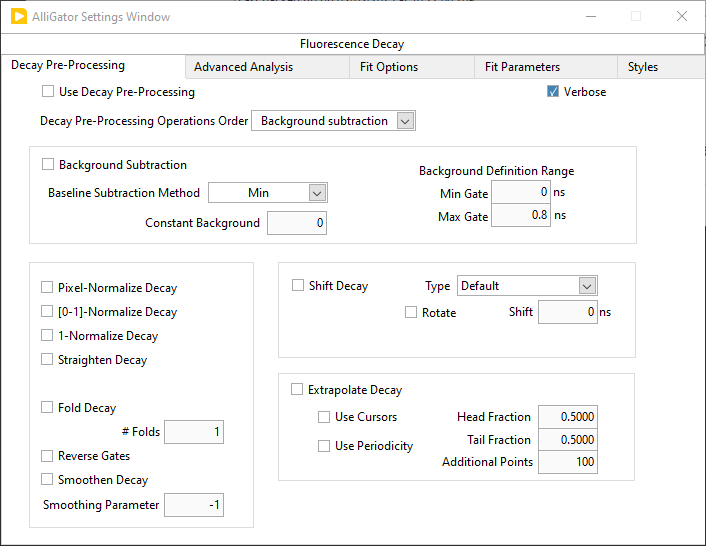 AlliGator Settings Window
Fluorescence Decay
Decay Pre-Processing Advanced Analysis Fit Options Fit Parameters Styles
Use Decay Pre-Processing Verbose
Decay Pre-Processing Operations Order Background subtraction
Background Subtraction
Background Definition Range
Baseline Subtraction Method Min
Min Gate 0 ns
Constant Background 0
Max Gate 0.8 ns
Pixel-Normalize Decay
[0-1]-Normalize Decay
1-Normalize Decay
Straighten Decay
Fold Decay
# Folds 1
Reverse Gates
Smoothen Decay
Smoothing Parameter -1
Shift Decay Type Default
Rotate Shift 0 ns
Extrapolate Decay
Use Cursors Head Fraction 0.5000
Tail Fraction 0.5000
Use Periodicity
Additional Points 100